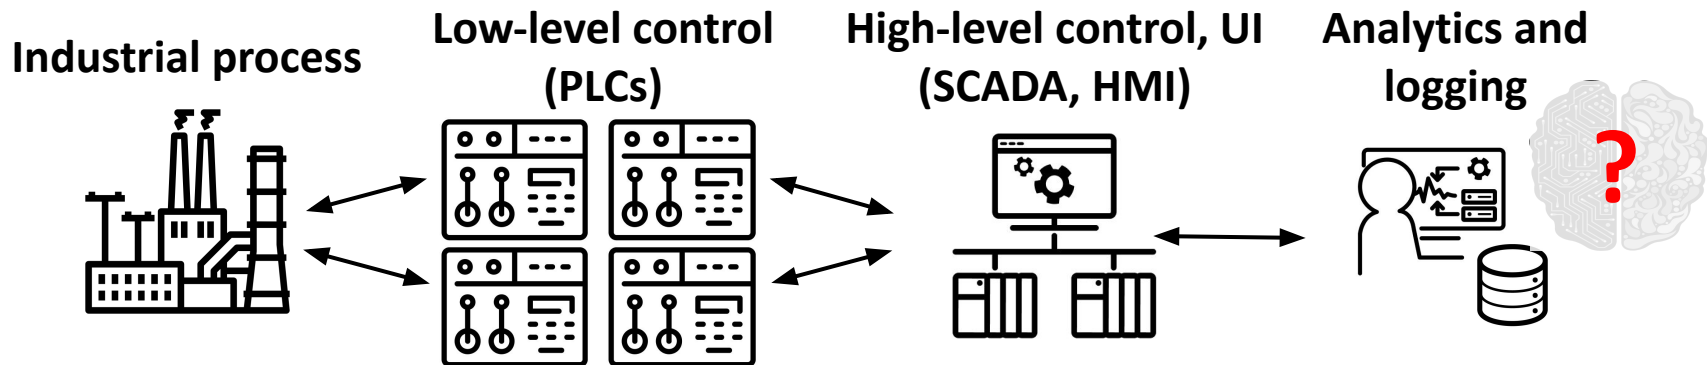 Industrial process
Low-level control
(PLCs)
High-level control, UI
(SCADA, HMI)
Analytics and
logging
?